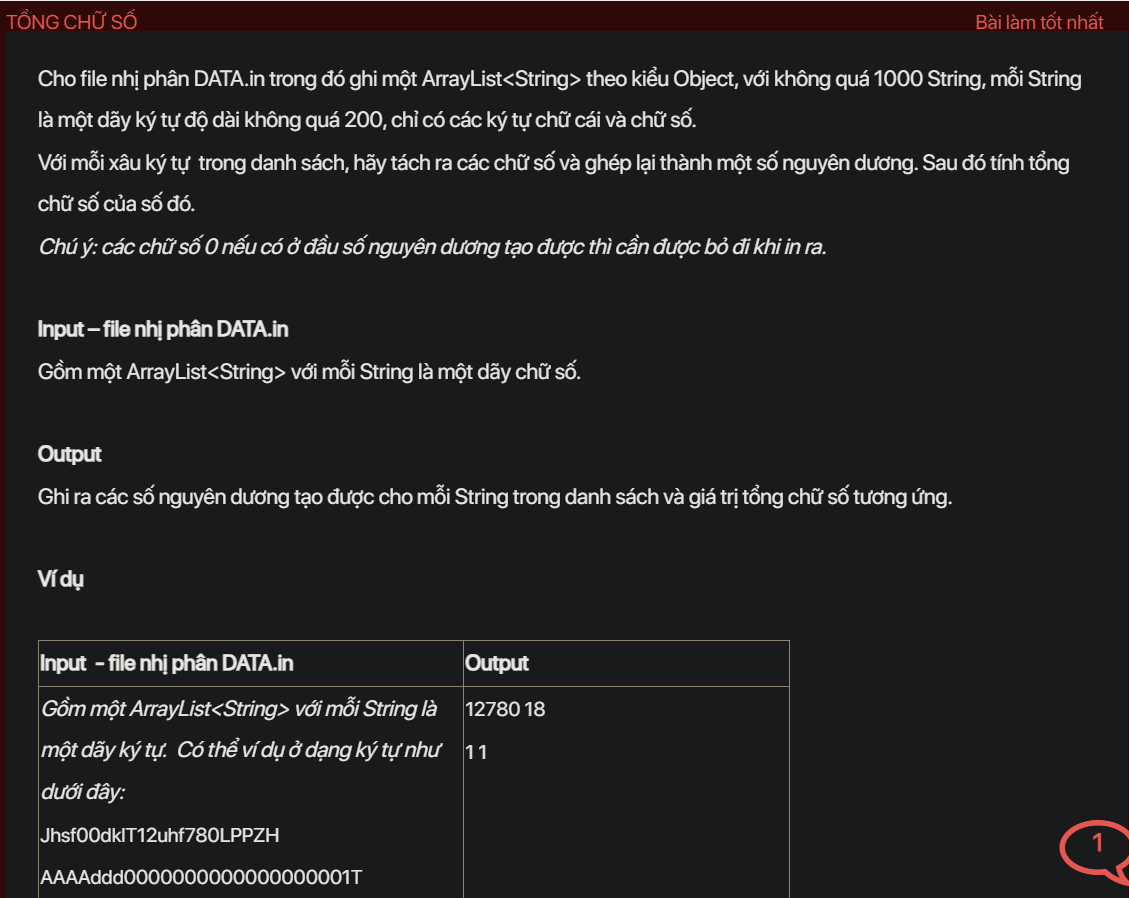 TỔNG CHỮ SỐ
Bài làm tốt nhất
Cho file nhị phân DATA.in trong đó ghi một ArrayList<String> theo kiểu Object, với không quá 1000 String, mỗi String
là một dãy ký tự độ dài không quá 200, chỉ có các ký tự chữ cái và chữ số.
Với mỗi xâu ký tự trong danh sách, hãy tách ra các chữ số và ghép lại thành một số nguyên dương. Sau đó tính tổng
chữ số của số đó.
Chú ý: các chữ số 0 nếu có ở đầu số nguyên dương tạo được thì cần được bỏ đi khi in ra.
Input – file nhị phân DATA.in
Gồm một ArrayList<String> với mỗi String là một dãy chữ số.
Output
Ghi ra các số nguyên dương tạo được cho mỗi String trong danh sách và giá trị tổng chữ số tương ứng.
Ví dụ
Input - file nhị phân DATA.in
Output
Gồm một ArrayList<String> với mỗi String là
một dãy ký tự. Có thể ví dụ ở dạng ký tự như
dưới đây:
Jhsf00dklT12uhf780LPPZH
AAAAddd0000000000000000001T
12780 18
1 1
1